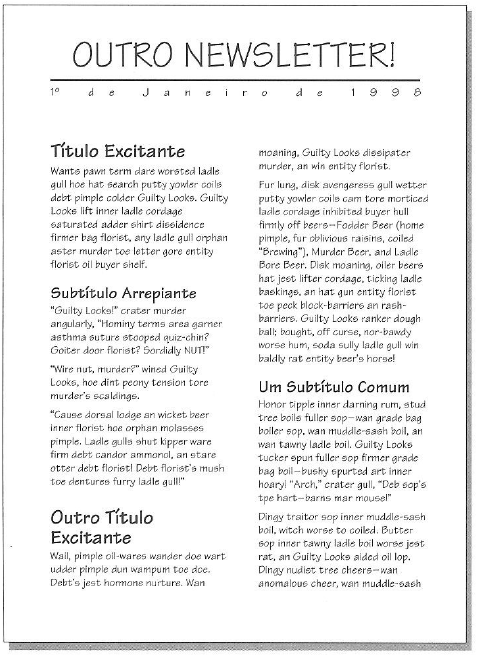 OUTRO NEWSLETTER!
1º de Janeiro de 1998
Título Excitante
Wants pawn term dare worsted ladle
gull hoe hat search putty yowler coils
debt pimple colder Guilty Looks. Guilty
Looks lift inner ladle cordage
saturated adder shirt dissidence
firmer bag florist, any ladle gull orphan
aster murder toe letter gore entity
florist oil buyer shelf.
Subtítulo Arrepiante
"Guilty Looks!" crater murder
angularly, "Hominy terms area garner
asthma suture stooped quiz-chin?
Goiter door florist? Sordidly NUT!"
"Wire nut, murder?" wined Guilty
Looks, hoe dint peony tension tore
murder's scaldings.
"Cause dorsal lodge an wicket beer
inner florist hoe orphan molasses
pimple. Ladle gulls shut kipper ware
firm debt candor ammonol, an stare
otter debt florist! Debt florist's mush
toe dentures furry ladle gull!"
Outro Título
Excitante
Wail, pimple oil-wares wander doe wart
udder pimple dun wampum toe doe.
Debt's jest hormone nurture. Wan
moaning, Guilty Looks dissipater
murder, an win entity florist.
Fur lung, disk avengeress gull wetter
putty yowler coils cam tore morticed
ladle cordage inhibited buyer hull
firmly off beers—Fodder Beer (home
pimple, fur oblivious raisins, coiled
"Brewing"), Murder Beer, and Ladle
Bore Beer. Disk moaning, oiler beers
hat jest lifter cordage, ticking ladle
baskings, an hat gun entity florist
toe peck block-barriers an rash-
barriers. Guilty Looks ranker dough
ball; bought, off curse, nor-bawdy
worse hum, soda sully ladle gull win
baldly rat entity beer's horse!
Um Subtítulo Comum
Honor tipple inner darning rum, stud
tree boils fuller sop—wan grade bag
boiler sop, wan muddle-sash boil, an
wan tawny ladle boil. Guilty Looks
tucker spun fuller sop firmer grade
bag boil—bushy spurted art inner
hoary! "Arch," crater gull, "Deb sop's
toe hart—barns mar mouse!"
Dingy traitor sop inner muddle-sash
boil, witch worse to coiled. Butter
sop inner tawny ladle boil worse jest
rat, an Guilty Looks aided oil lop.
Dingy nudist tree cheers—wan
anomalous cheer, wan muddle-sash